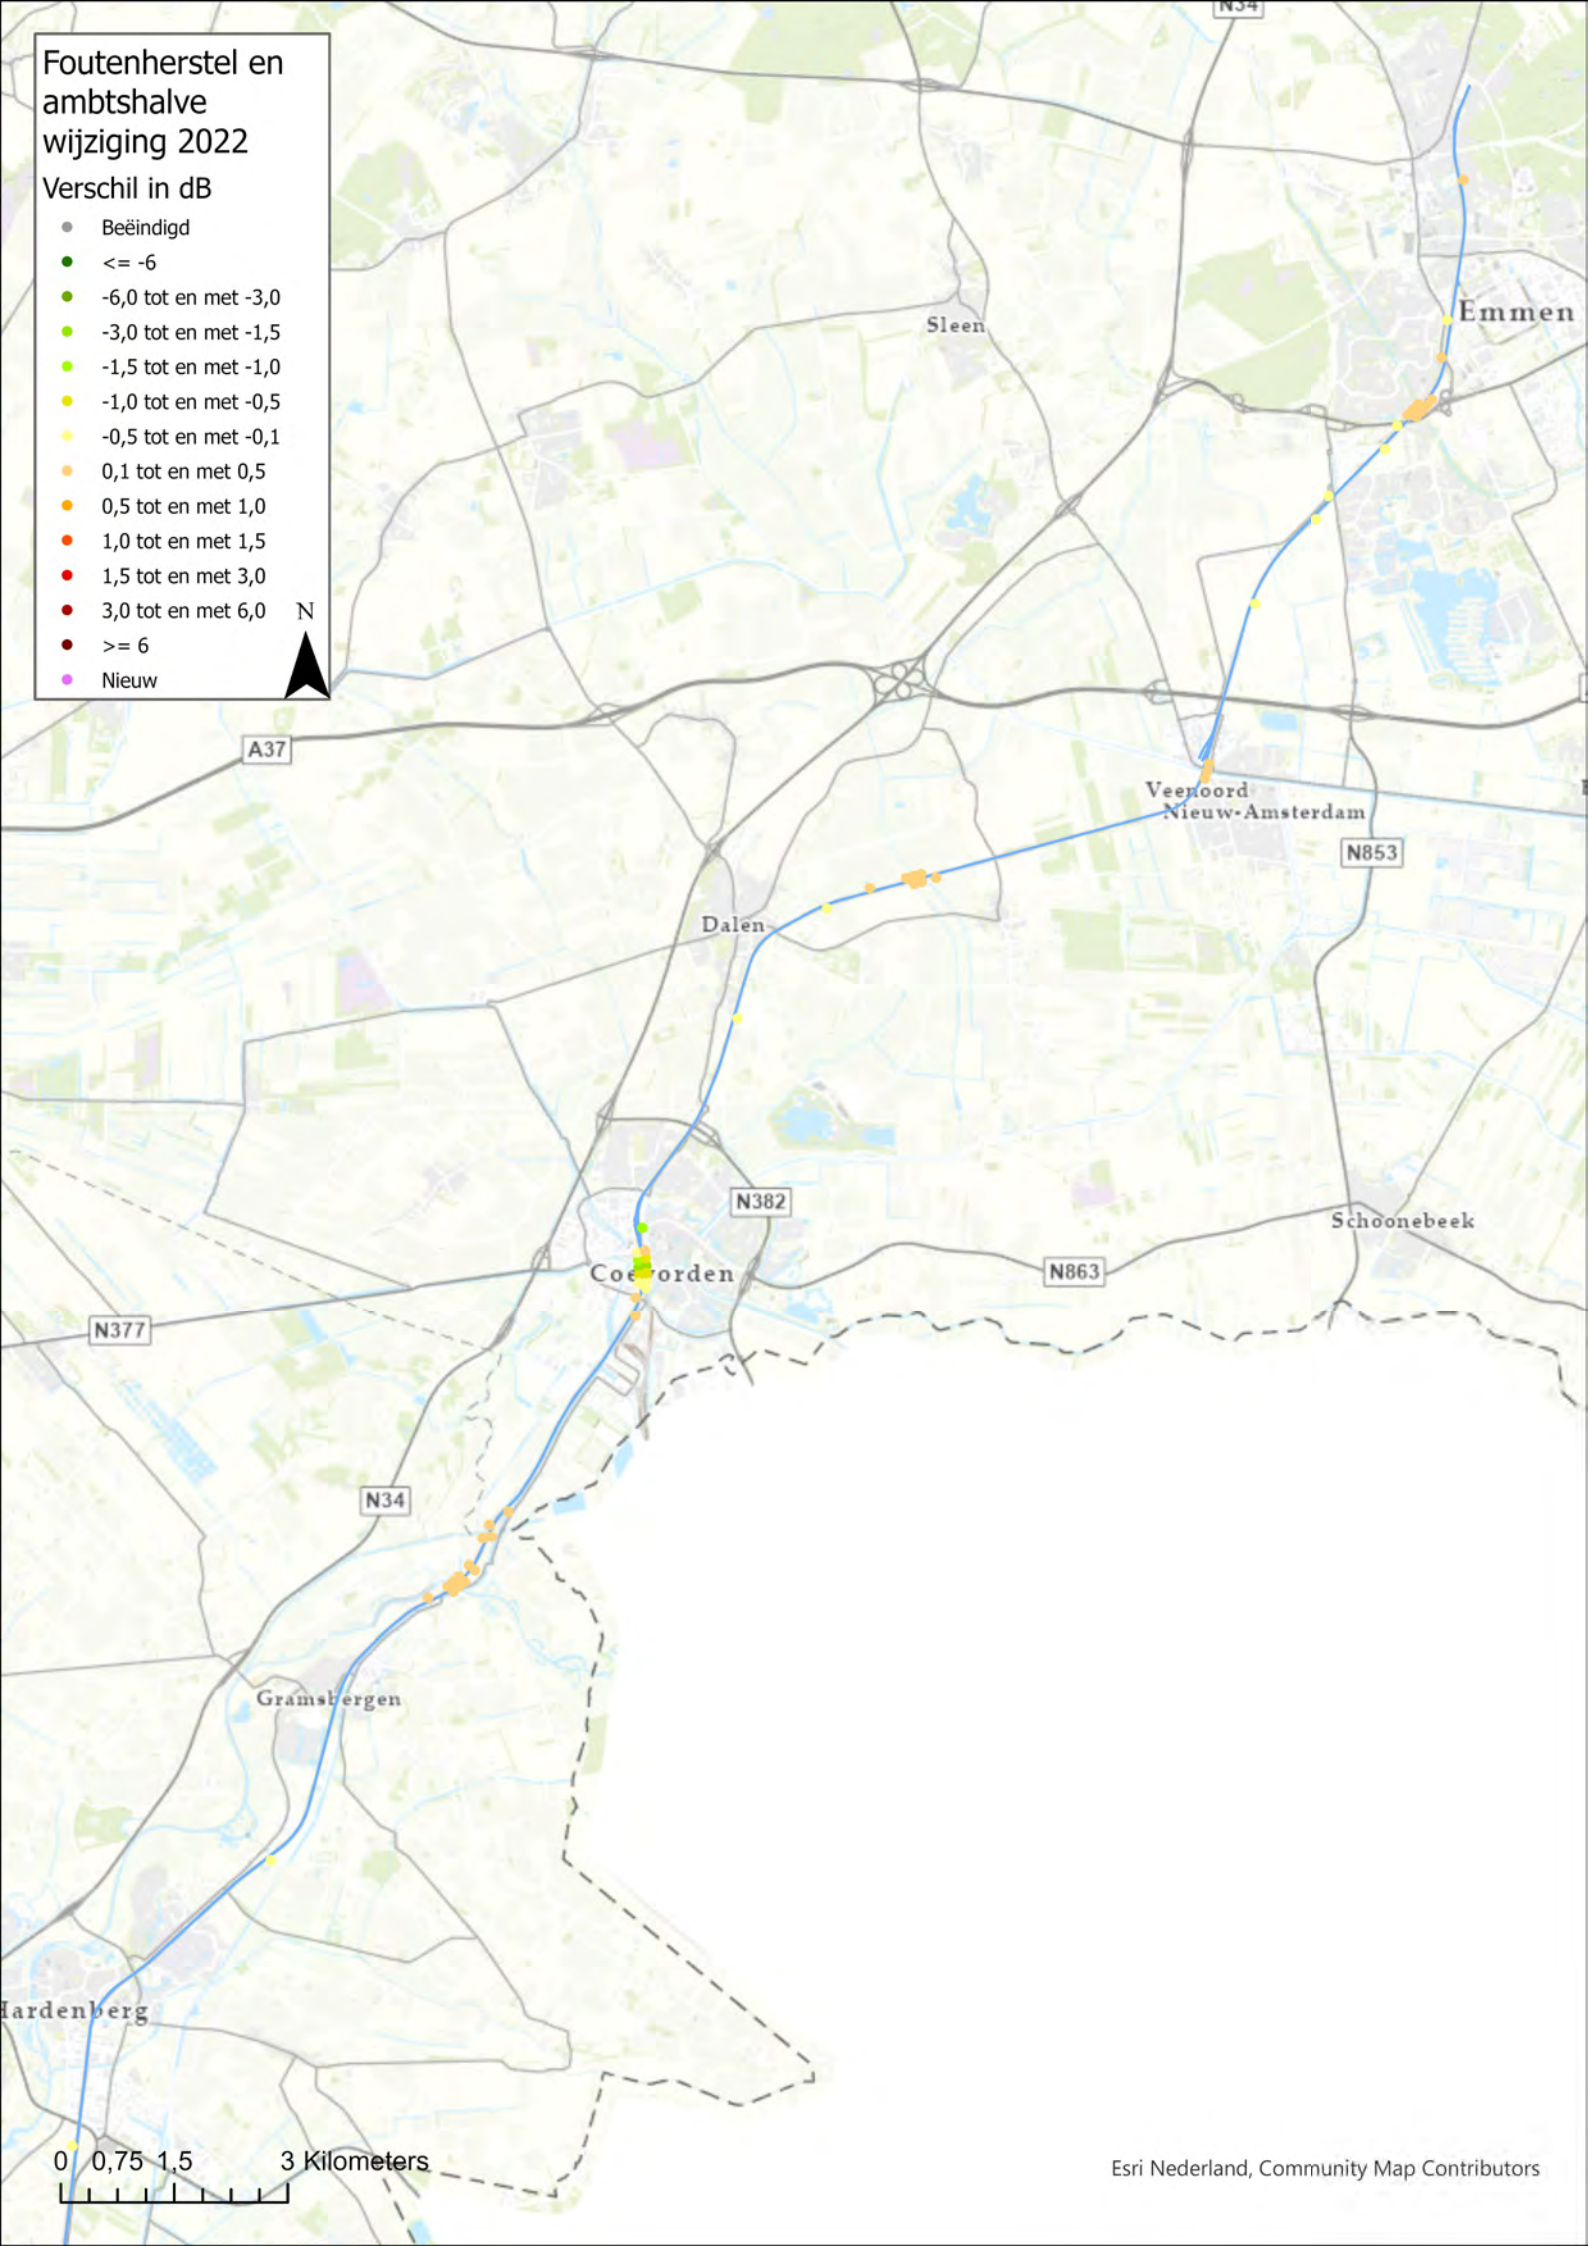 N34
Foutenherstel en
ambtshalve
wijziging 2022
Verschil in dB
Beëindigd
<= -6
-6,0 tot en met -3,0
-3,0 tot en met -1,5
-1,5 tot en met -1,0
-1,0 tot en met -0,5
-0,5 tot en met -0,1
0,1 tot en met 0,5
0,5 tot en met 1,0
1,0 tot en met 1,5
1,5 tot en met 3,0
3,0 tot en met 6,0
N
>= 6
Nieuw
Emmen
Sleen
A37
Veenoord
Nieuw-Amsterdam
N853
Dalen
N382
Schoonebeek
Coevorden
N863
N377
N34
Gramsbergen
Hardenberg
0 0,75 1,5 3 Kilometers
Esri Nederland, Community Map Contributors